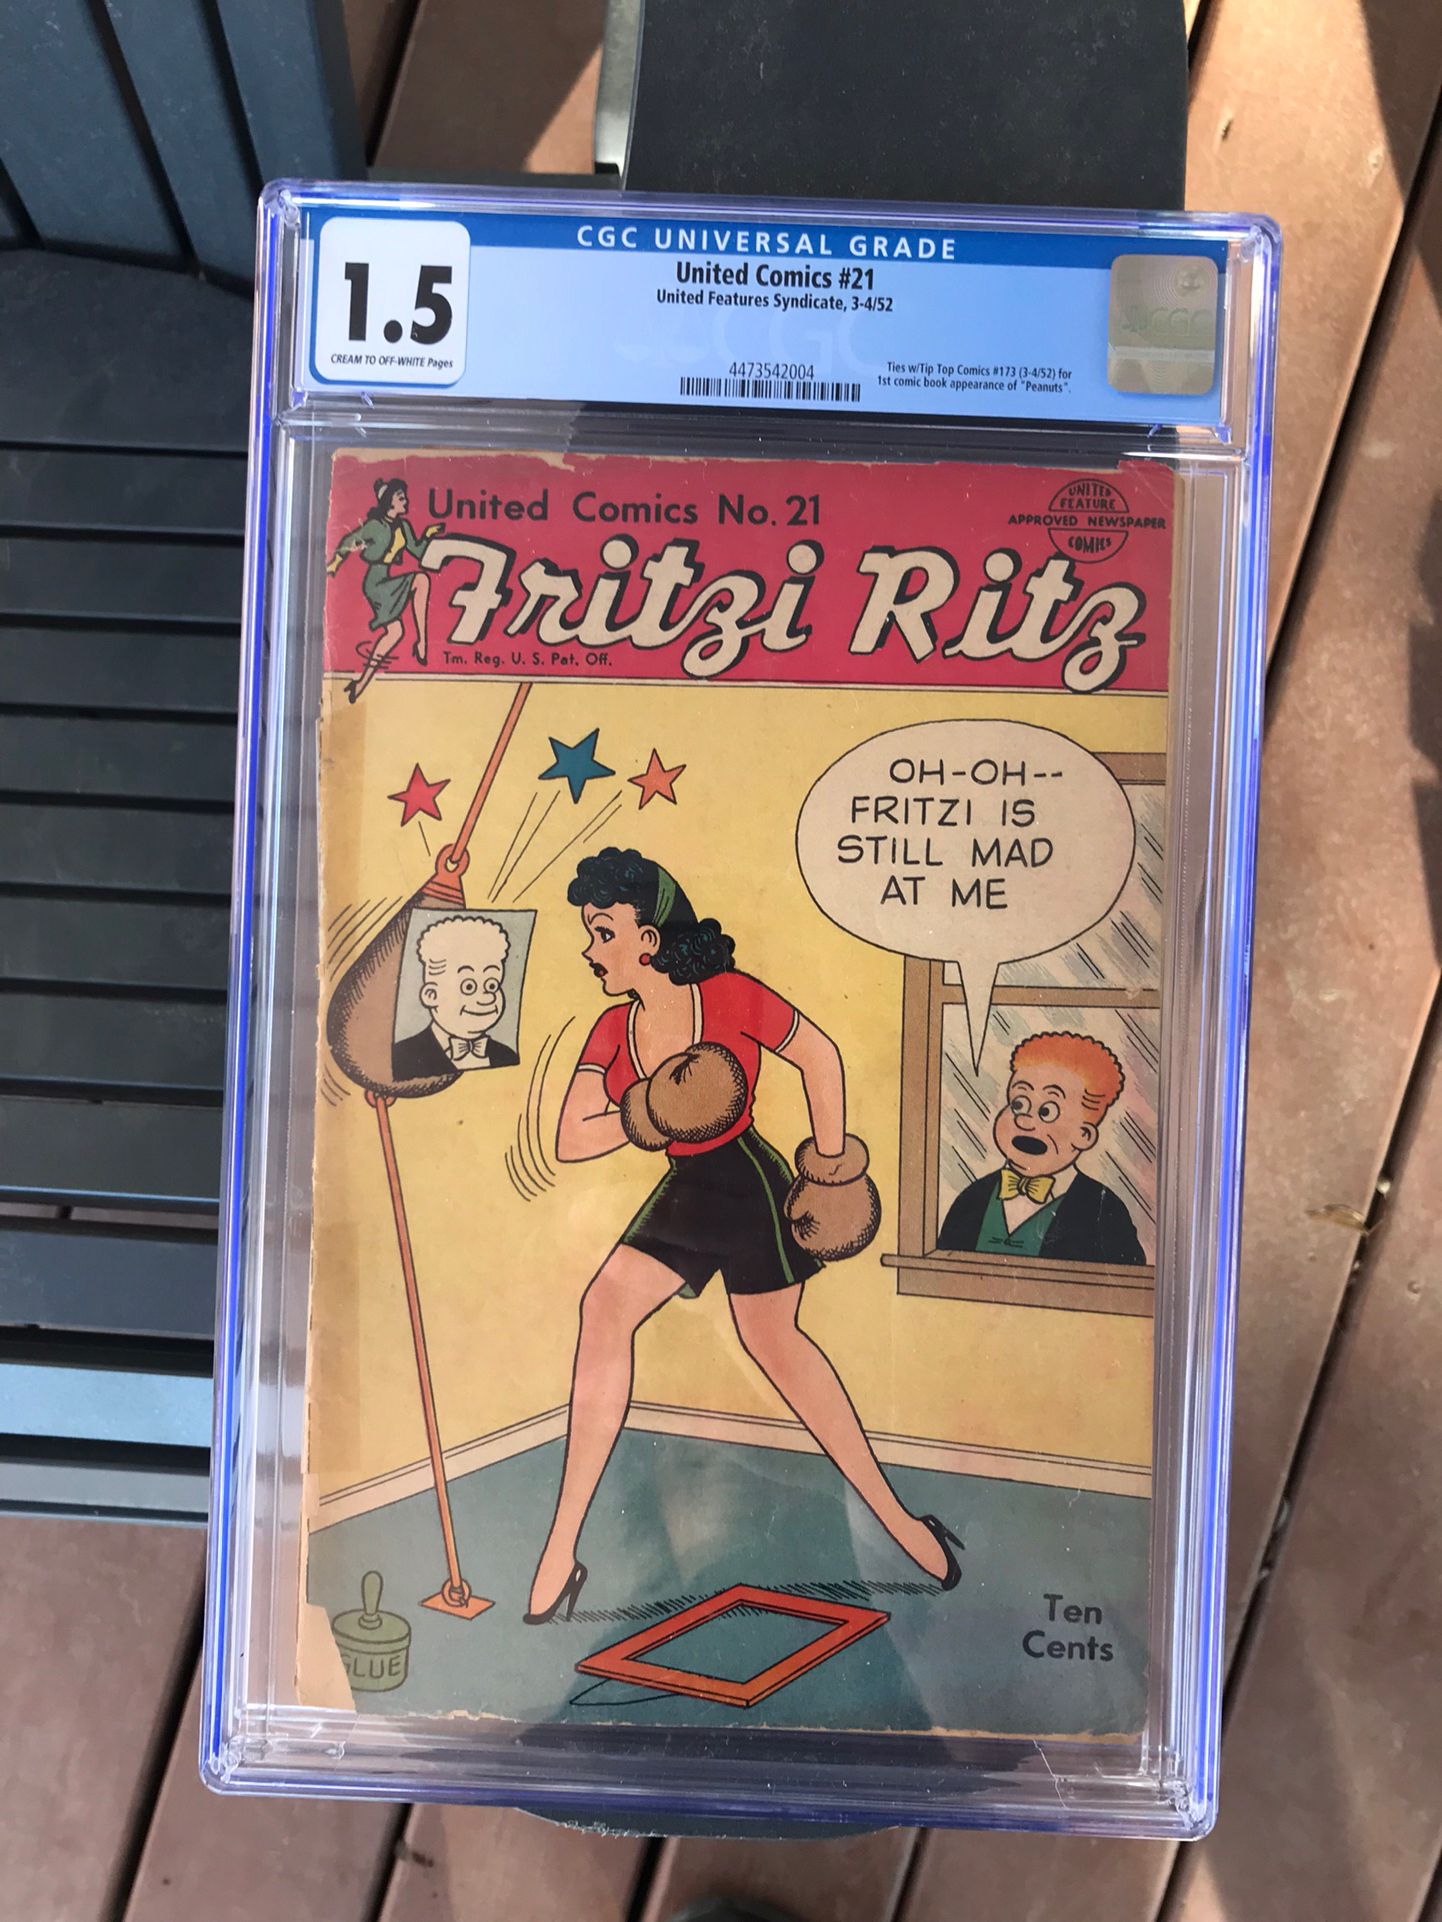 CGC UNIVERSAL GRADE
1.5
CREAM TO OFF-WHITE Pages
United Comics #21
United Features Syndicate, 3-4/52
4473542004
Ties w/Tip Top Comics #173 (3-4/52) for
1st comic book appearance of "Peanuts".
CGC
CGC
United Comics No. 21
UNITED
FEATURE
APPROVED NEWSPAPER
COMICS
Fritzi Ritz
Tm. Reg. U. S. Pat. Off.
OH-OH--
FRITZI IS
STILL MAD
AT ME
GLUE
Ten
Cents